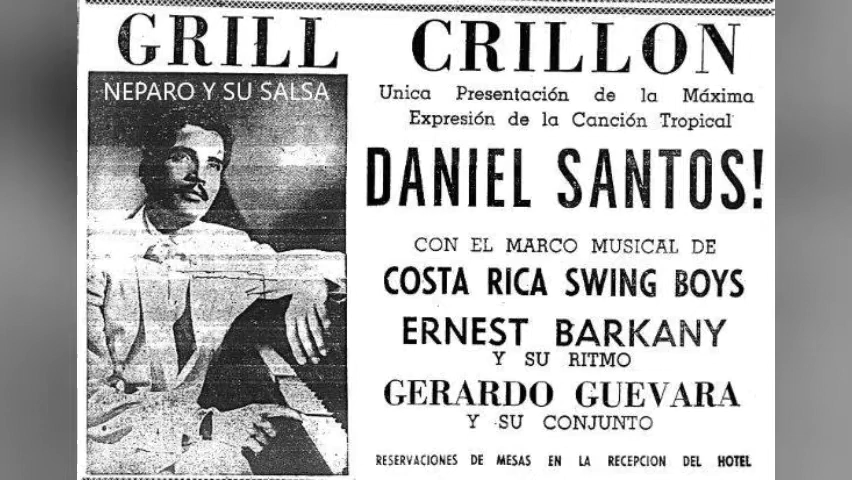 GRILL CRILLON
NEPARO Y SU SALSA
Unica Presentación de la Máxima
Expresión de la Canción Tropical
DANIEL SANTOS!
CON EL MARCO MUSICAL DE
COSTA RICA SWING BOYS
ERNEST BARKANY
Y SU RITMO
GERARDO GUEVARA
Y SU CONJUNTO
RESERVACIONES DE MESAS EN LA RECEPCION DEL HOTEL